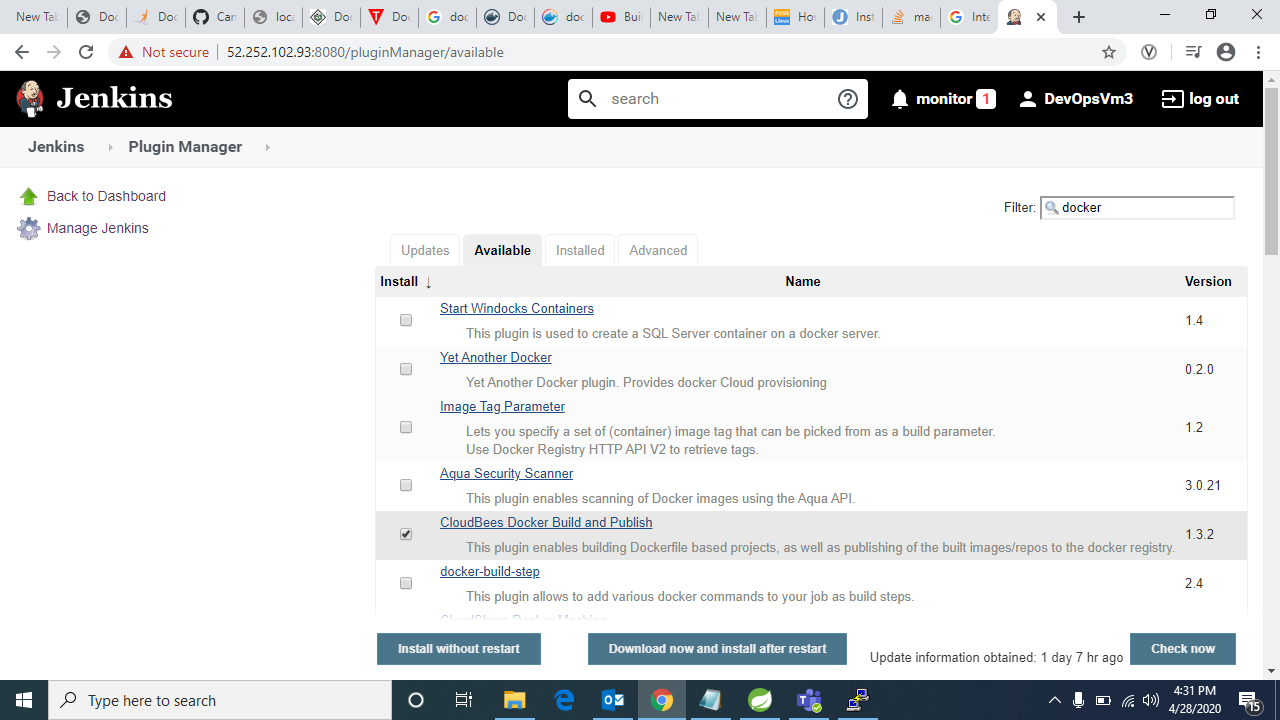 New Tab
Doc
Doc
Can
loca
Doc
Doc
doc
Doc
doc
Buil
New Tab
New Tab
How
Inst
mav
Inte
Not secure
52.252.102.93:8080/pluginManager/available
Jenkins
search
monitor 1
DevOpsVm3
log out
Jenkins
Plugin Manager
Back to Dashboard
Manage Jenkins
Filter: docker
Updates
Available
Installed
Advanced
Install ↓
Name
Version
Start Windocks Containers
This plugin is used to create a SQL Server container on a docker server.
1.4
Yet Another Docker
Yet Another Docker plugin. Provides docker Cloud provisioning
0.2.0
Image Tag Parameter
Lets you specify a set of (container) image tag that can be picked from as a build parameter.
Use Docker Registry HTTP API V2 to retrieve tags.
1.2
Aqua Security Scanner
This plugin enables scanning of Docker images using the Aqua API.
3.0.21
CloudBees Docker Build and Publish
This plugin enables building Dockerfile based projects, as well as publishing of the built images/repos to the docker registry.
1.3.2
docker-build-step
This plugin allows to add various docker commands to your job as build steps.
2.4
Install without restart
Download now and install after restart
Update information obtained: 1 day 7 hr ago
Check now
Type here to search
4:31 PM
4/28/2020
15